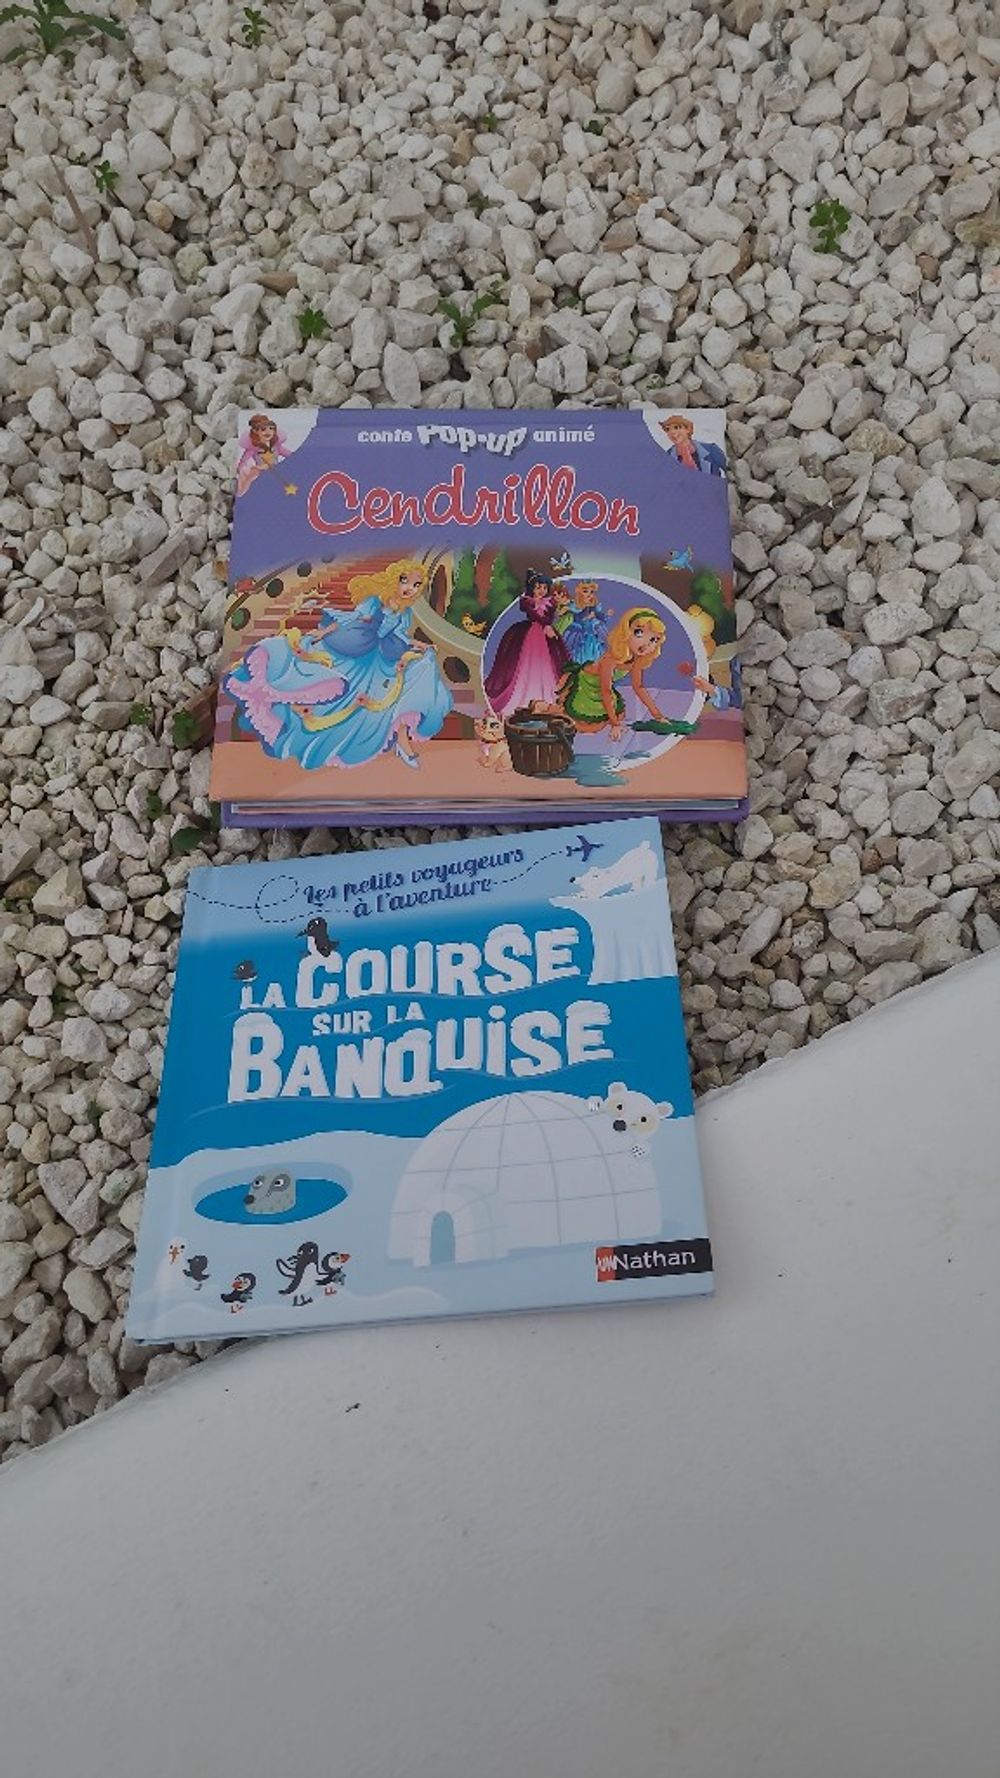 conte POP-UP animé
Cendrillon
Les petits voyageurs
à l'aventure
LA COURSE
SUR LA
BANQUISE
Nathan